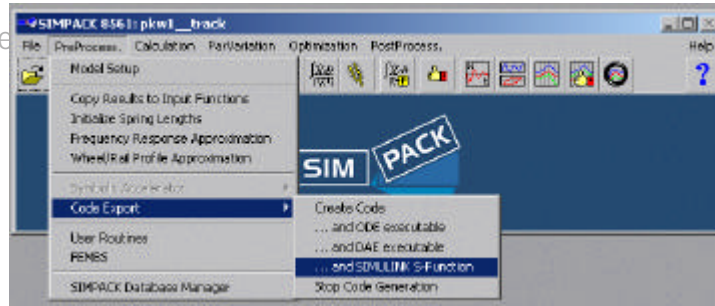 SIMPACK 8561: pkw1__track
File PreProcess. Calculation ParVariation Optimization PostProcess. Help
Model Setup
Copy Results to Input Functions
Initialize Spring Lengths
Frequency Response Approximation
Wheel/Rail Profile Approximation
Symbolic Accelerator
Code Export
User Routines
FEMBS
SIMPACK Database Manager
Create Code
... and ODE executable
... and DAE executable
... and SIMULINK S-Function
Stop Code Generation
SIM PACK
?